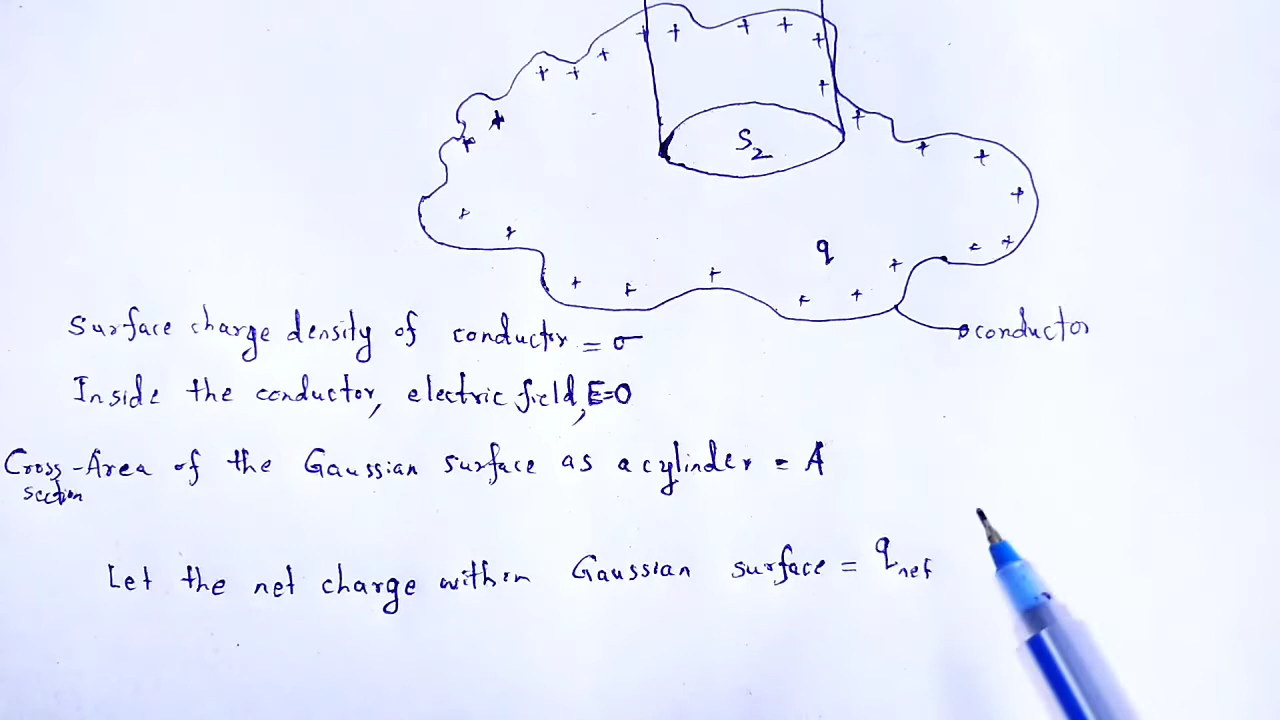 S2
q
conductor
Surface charge density of conductor = σ
Inside the conductor, electric field, E=0
Cross-Area of the Gaussian surface as a cylinder = A
section
Let the net charge within Gaussian surface = qnet